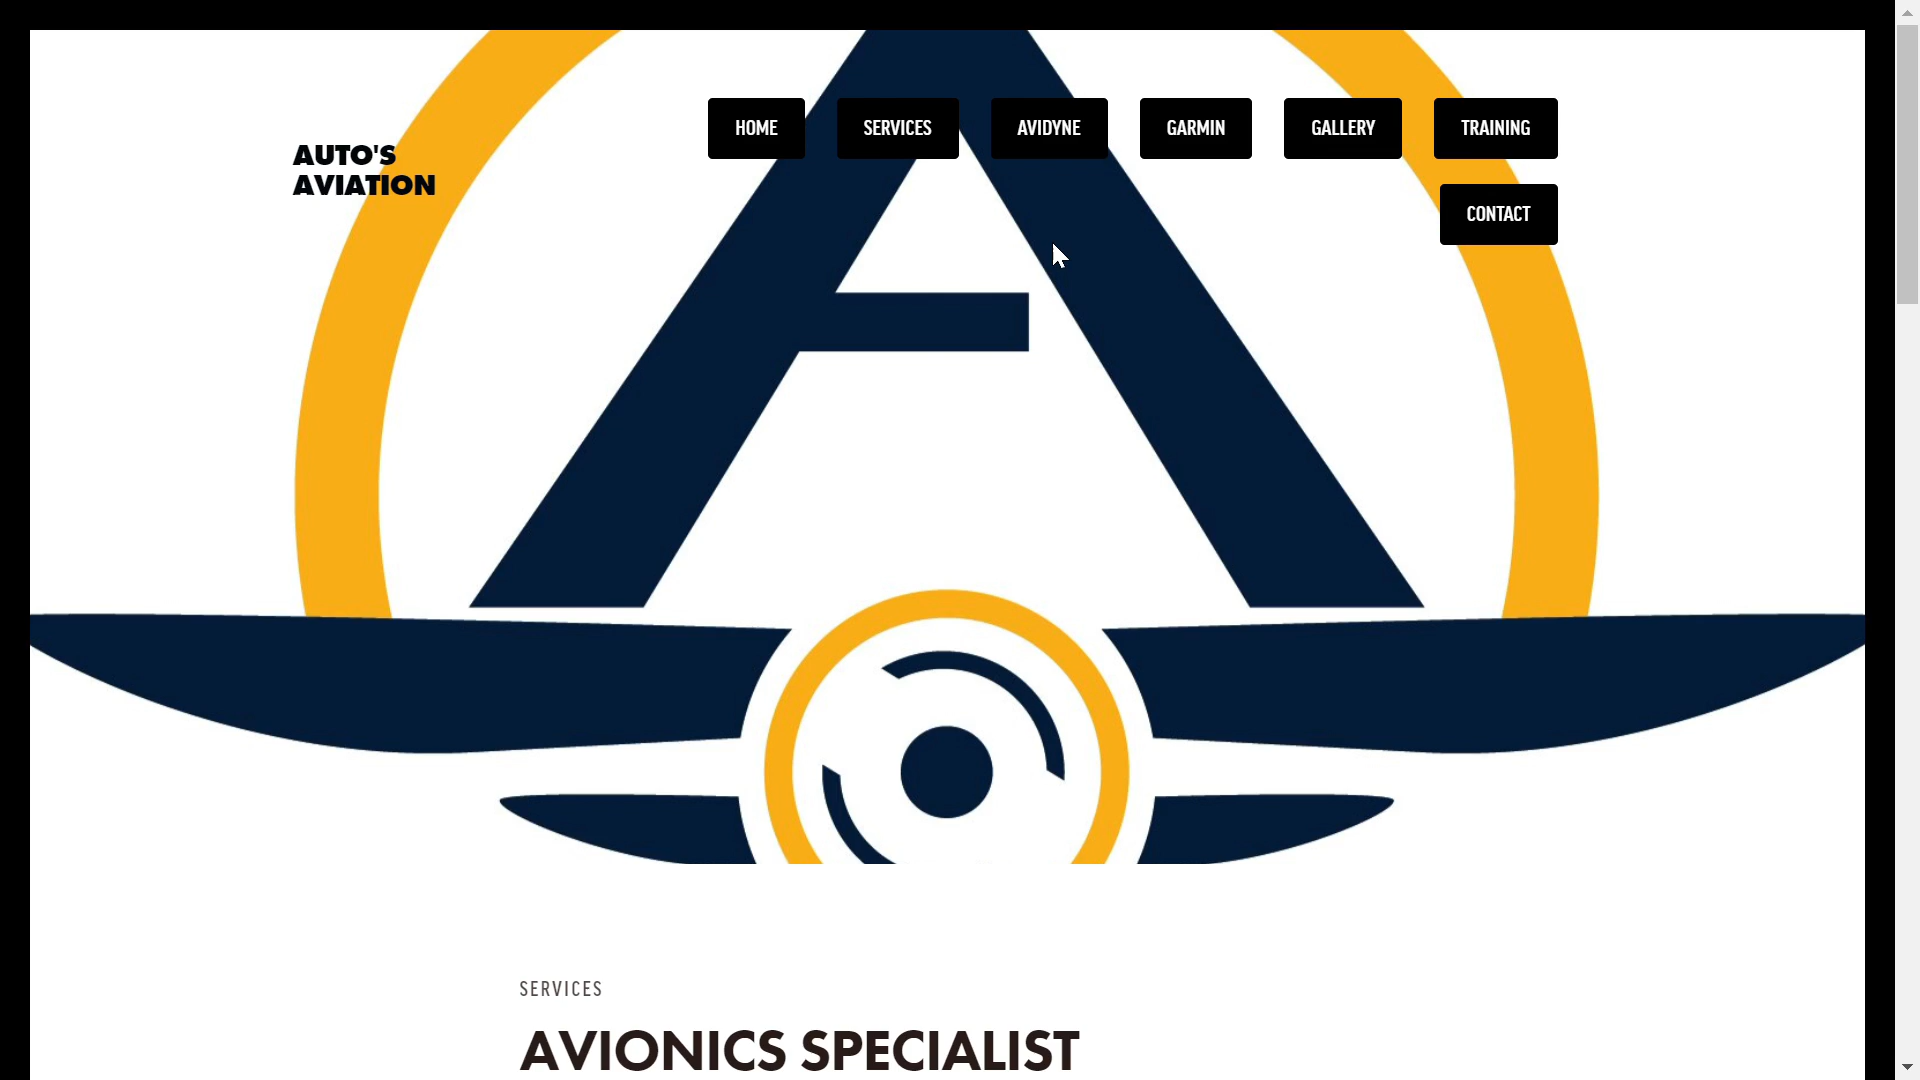 HOME
SERVICES
AVIDYNE
GARMIN
GALLERY
TRAINING
AUTO'S
AVIATION
CONTACT
SERVICES
AVIONICS SPECIALIST